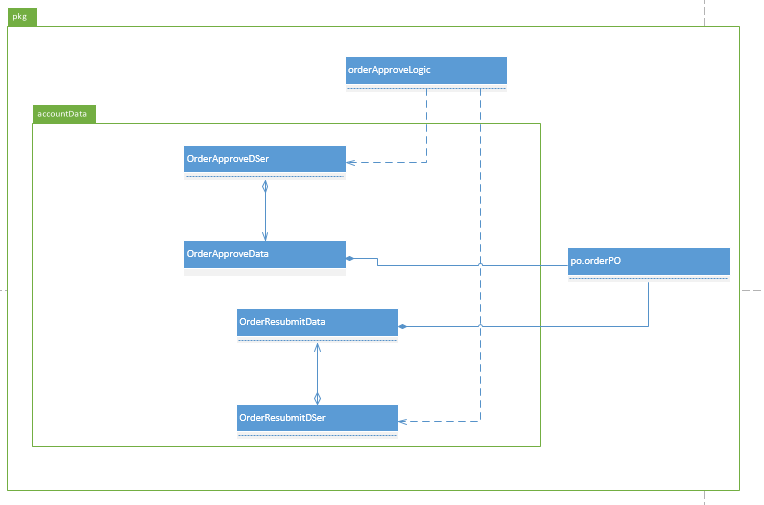 pkg
orderApproveLogic
accountData
OrderApproveDSer
OrderApproveData
po.orderPO
OrderResubmitData
OrderResubmitDSer